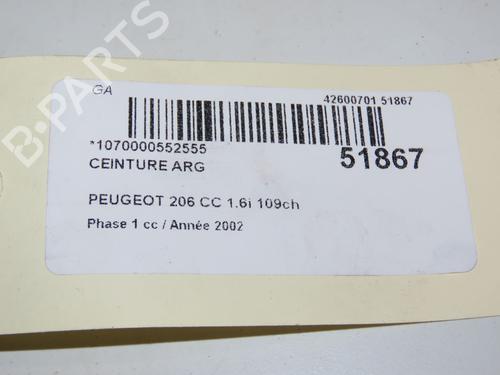 GA
42600701 51867
*1070000552555
51867
CEINTURE ARG
PEUGEOT 206 CC 1.6i 109ch
Phase 1 cc / Année 2002
B-PARTS